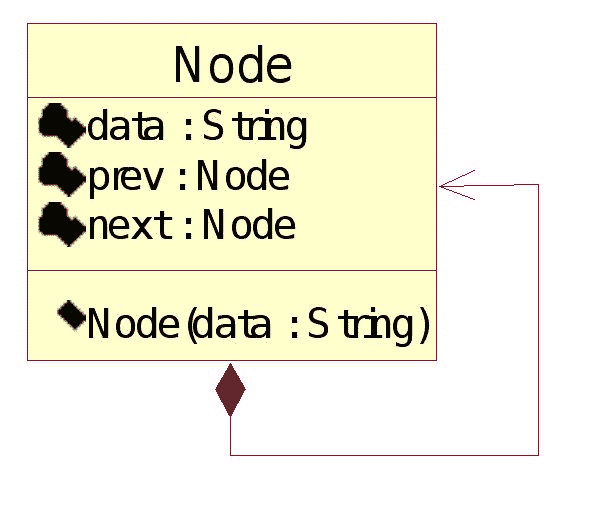 Node
data : String
prev : Node
next : Node
Node(data : String)